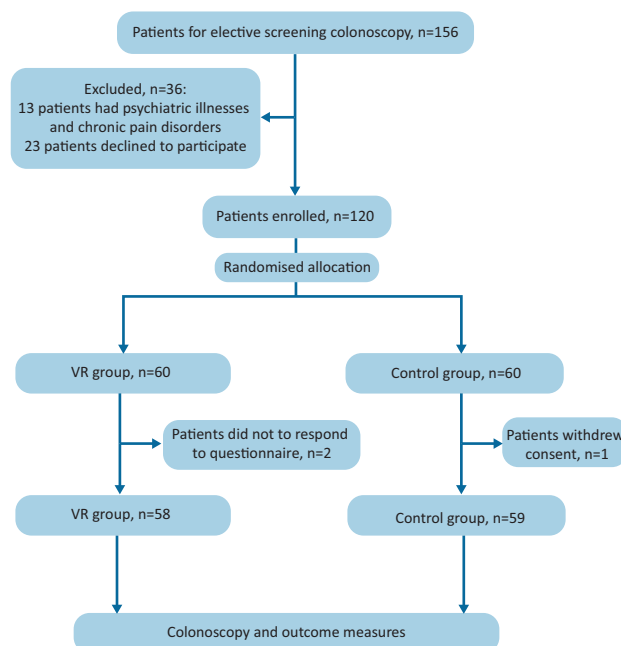 Patients for elective screening colonoscopy, n=156
Excluded, n=36:
13 patients had psychiatric illnesses
and chronic pain disorders
23 patients declined to participate
Patients enrolled, n=120
Randomised allocation
VR group, n=60
Control group, n=60
Patients did not to respond
to questionnaire, n=2
Patients withdrew
consent, n=1
VR group, n=58
Control group, n=59
Colonoscopy and outcome measures